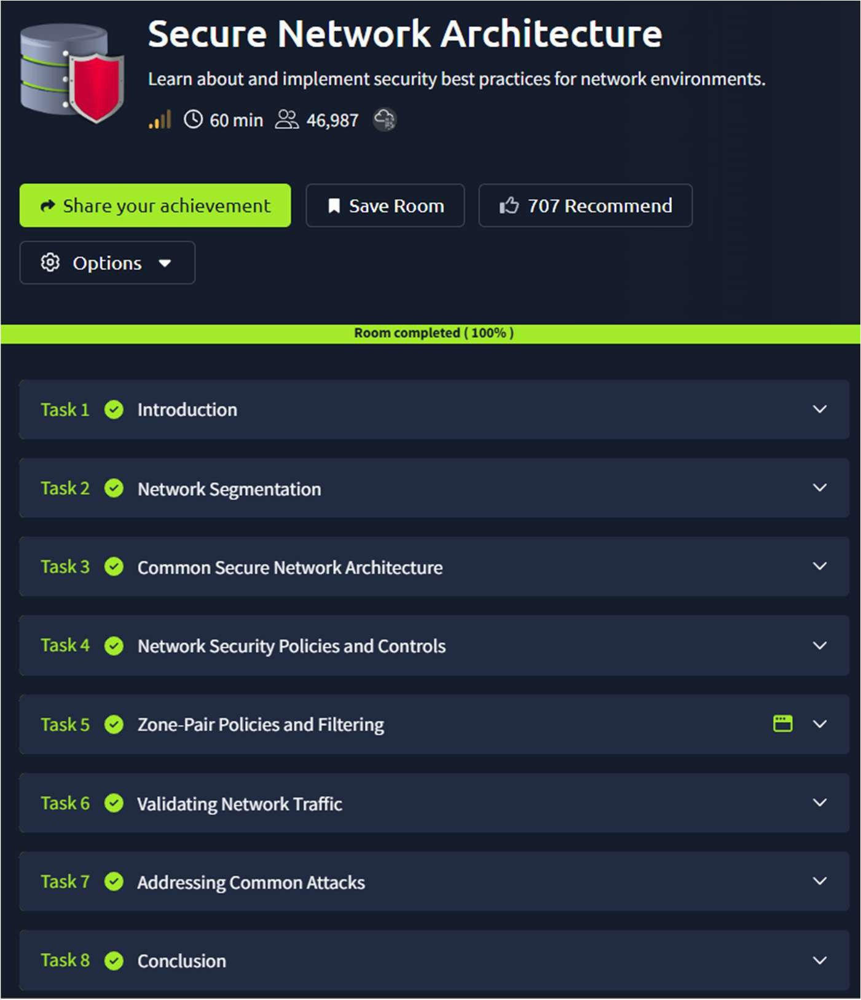 Secure Network Architecture
Learn about and implement security best practices for network environments.
60 min 46,987
Share your achievement
Save Room
707 Recommend
Options
Room completed ( 100% )
Task 1 Introduction
Task 2 Network Segmentation
Task 3 Common Secure Network Architecture
Task 4 Network Security Policies and Controls
Task 5 Zone-Pair Policies and Filtering
Task 6 Validating Network Traffic
Task 7 Addressing Common Attacks
Task 8 Conclusion